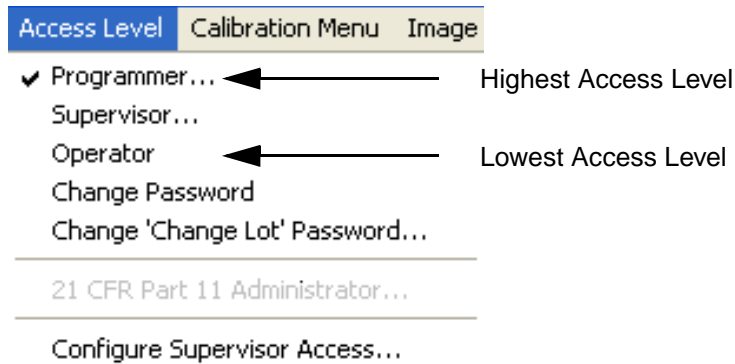 Access Level Calibration Menu Image
✓ Programmer... Highest Access Level
Supervisor...
Operator Lowest Access Level
Change Password
Change 'Change Lot' Password...
21 CFR Part 11 Administrator...
Configure Supervisor Access...